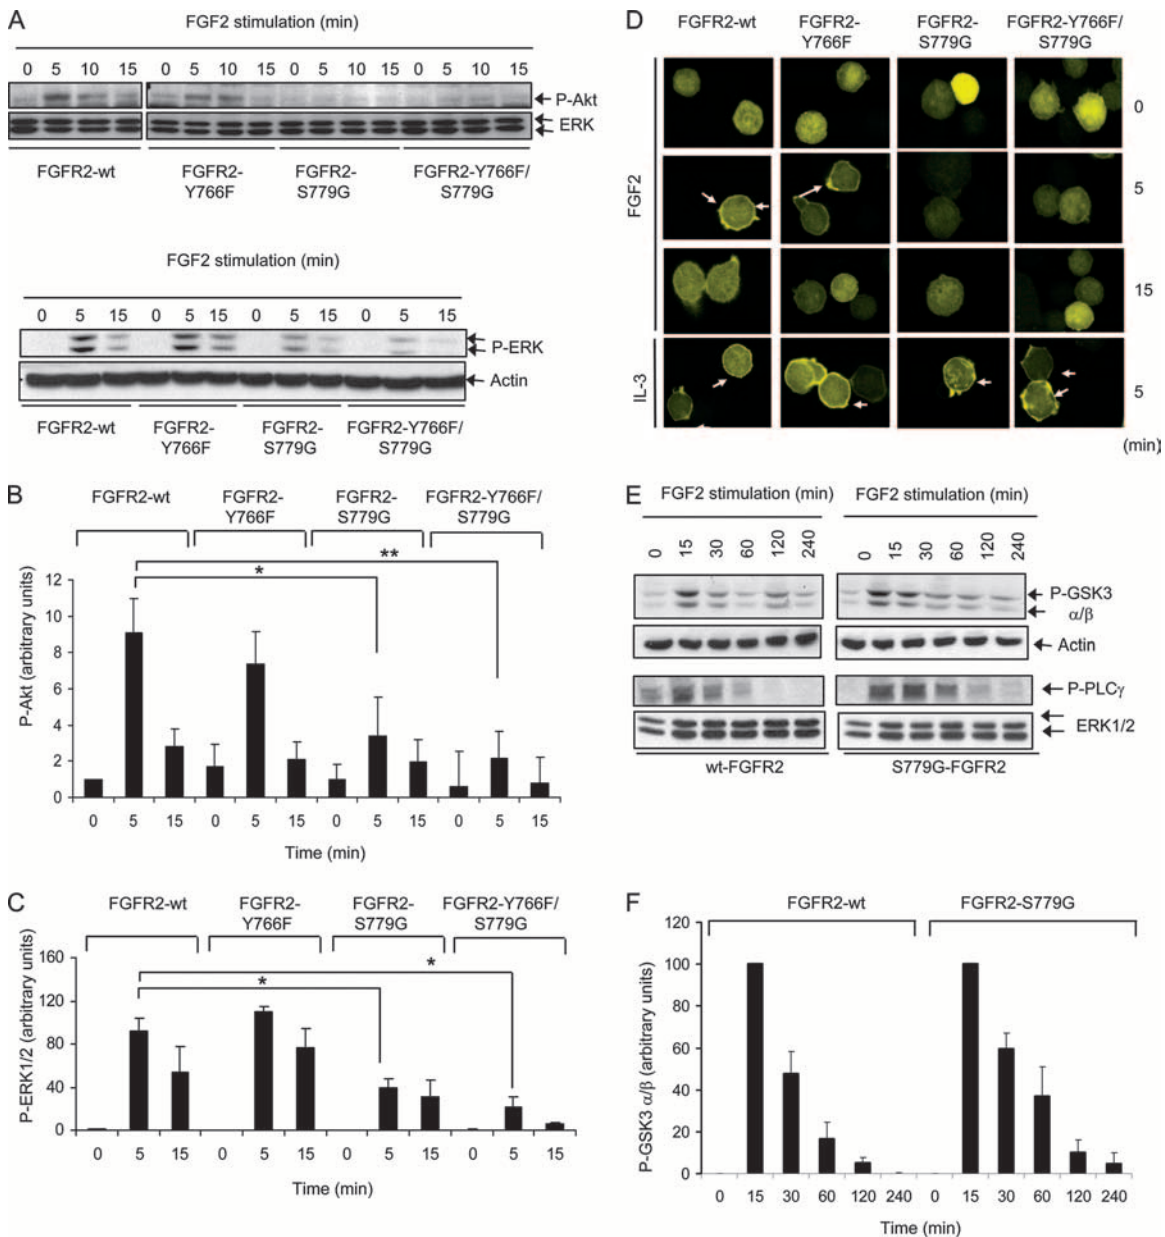 A
FGF2 stimulation (min)
0 5 10 15 0 5 10 15 0 5 10 15 0 5 10 15
P-Akt
ERK
FGFR2-wt FGFR2-Y766F FGFR2-S779G FGFR2-Y766F/S779G
FGF2 stimulation (min)
0 5 15 0 5 15 0 5 15 0 5 15
P-ERK
Actin
FGFR2-wt FGFR2-Y766F FGFR2-S779G FGFR2-Y766F/S779G
B
FGFR2-wt FGFR2-Y766F FGFR2-S779G FGFR2-Y766F/S779G
**
*
P-Akt (arbitrary units)
12
10
8
6
4
2
0
0 5 15 0 5 15 0 5 15 0 5 15
Time (min)
C
FGFR2-wt FGFR2-Y766F FGFR2-S779G FGFR2-Y766F/S779G
*
*
P-ERK1/2 (arbitrary units)
160
120
80
40
0
0 5 15 0 5 15 0 5 15 0 5 15
Time (min)
D
FGFR2-wt FGFR2-Y766F FGFR2-S779G FGFR2-Y766F/S779G
FGF2
0
5
15
IL-3
5
(min)
E
FGF2 stimulation (min) FGF2 stimulation (min)
0 15 30 60 120 240 0 15 30 60 120 240
P-GSK3
α/β
Actin
P-PLCγ
ERK1/2
wt-FGFR2 S779G-FGFR2
F
FGFR2-wt FGFR2-S779G
P-GSK3 α/β (arbitrary units)
120
100
80
60
40
20
0
0 15 30 60 120 240 0 15 30 60 120 240
Time (min)